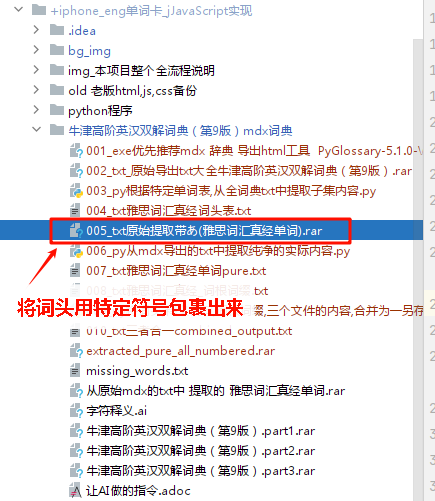 +iphone_eng单词卡_jJavaScript实现
.idea
bg_img
img_本项目整个全流程说明
old 老版html,js,css备份
python程序
牛津高阶英汉双解词典（第9版）mdx词典
001_exe优先推荐mdx 辞典 导出html工具 PyGlossary-5.1.0-
002_txt_原始导出txt大全牛津高阶英汉双解词典（第9版）.rar
003_py根据特定单词表,从全词典txt中提取子集内容.py
004_txt雅思词汇真经词头表.txt
005_txt原始提取带あ(雅思词汇真经单词).rar
006_py从mdx导出的txt中提取纯净的实际内容.py
007_txt雅思词汇真经单词pure.txt
将词头用特定符号包裹出来
缀,三个文件的内容,合并为一另存
010_txt三者合一combined_output.txt
extracted_pure_all_numbered.rar
missing_words.txt
从原始mdx的txt中 提取的 雅思词汇真经单词.rar
字符释义.ai
牛津高阶英汉双解词典（第9版）.part1.rar
牛津高阶英汉双解词典（第9版）.part2.rar
牛津高阶英汉双解词典（第9版）.part3.rar
让AI做的指令.adoc